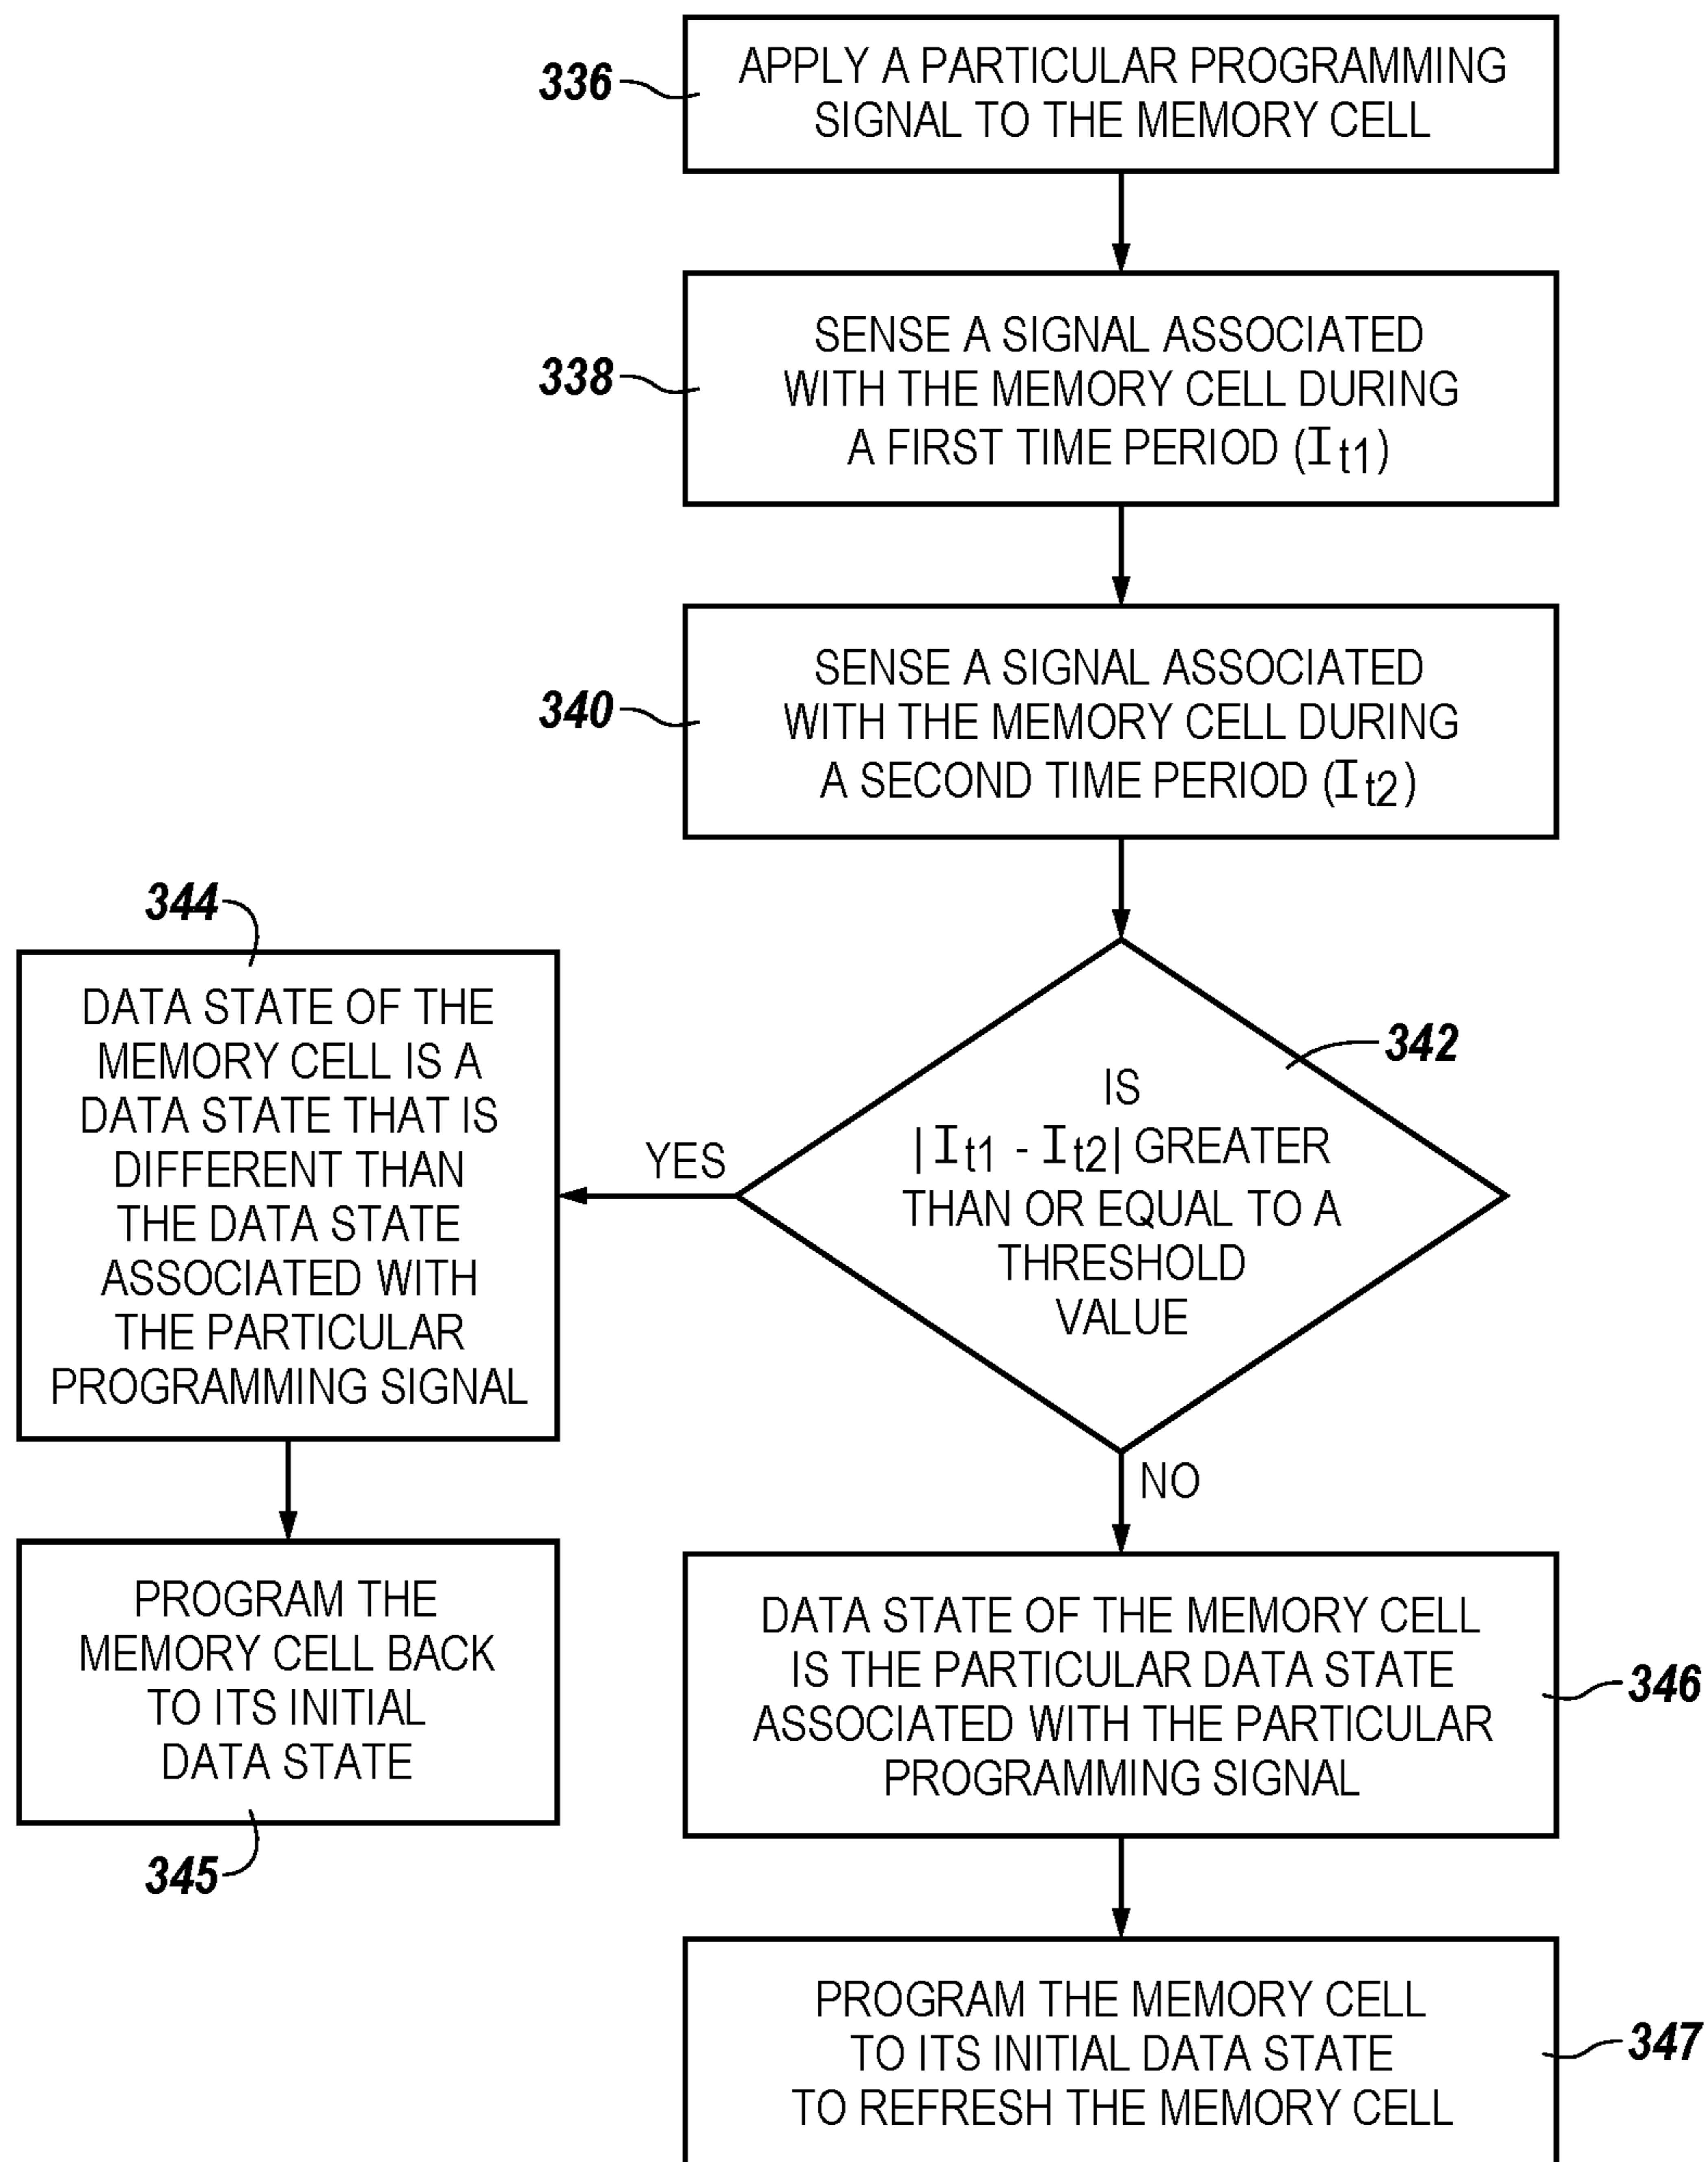 336
APPLY A PARTICULAR PROGRAMMING
SIGNAL TO THE MEMORY CELL
338
SENSE A SIGNAL ASSOCIATED
WITH THE MEMORY CELL DURING
A FIRST TIME PERIOD (It1)
340
SENSE A SIGNAL ASSOCIATED
WITH THE MEMORY CELL DURING
A SECOND TIME PERIOD (It2)
342
IS
|It1 - It2| GREATER
THAN OR EQUAL TO A
THRESHOLD
VALUE
YES
344
DATA STATE OF THE
MEMORY CELL IS A
DATA STATE THAT IS
DIFFERENT THAN
THE DATA STATE
ASSOCIATED WITH
THE PARTICULAR
PROGRAMMING SIGNAL
PROGRAM THE
MEMORY CELL BACK
TO ITS INITIAL
DATA STATE
345
NO
DATA STATE OF THE MEMORY CELL
IS THE PARTICULAR DATA STATE
ASSOCIATED WITH THE PARTICULAR
PROGRAMMING SIGNAL
346
PROGRAM THE MEMORY CELL
TO ITS INITIAL DATA STATE
TO REFRESH THE MEMORY CELL
347